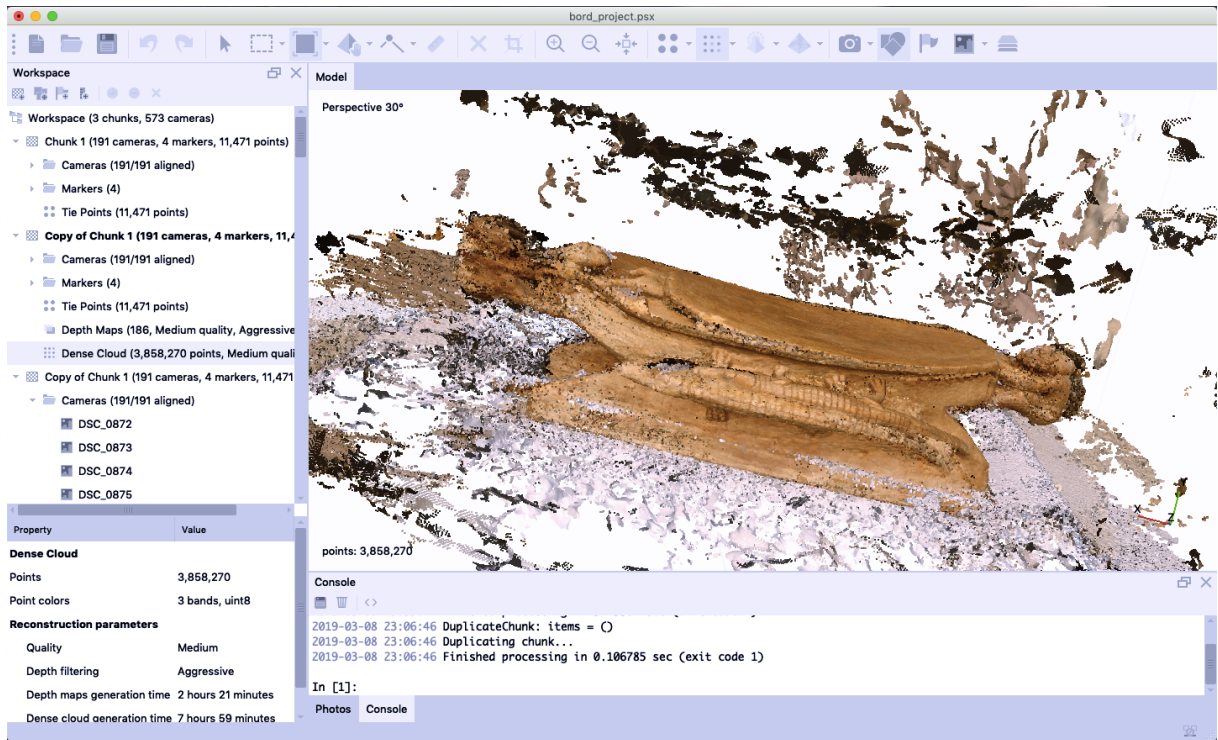 bord_project.psx
Workspace
Workspace (3 chunks, 573 cameras)
Chunk 1 (191 cameras, 4 markers, 11,471 points)
Cameras (191/191 aligned)
Markers (4)
Tie Points (11,471 points)
Copy of Chunk 1 (191 cameras, 4 markers, 11,4
Cameras (191/191 aligned)
Markers (4)
Tie Points (11,471 points)
Depth Maps (186, Medium quality, Aggressive
Dense Cloud (3,858,270 points, Medium quali
Copy of Chunk 1 (191 cameras, 4 markers, 11,471
Cameras (191/191 aligned)
DSC_0872
DSC_0873
DSC_0874
DSC_0875
Property Value
Dense Cloud
Points 3,858,270
Point colors 3 bands, uint8
Reconstruction parameters
Quality Medium
Depth filtering Aggressive
Depth maps generation time 2 hours 21 minutes
Dense cloud generation time 7 hours 59 minutes
Model
Perspective 30°
X
Z
points: 3,858,270
Console
2019-03-08 23:06:46 DuplicateChunk: items = ()
2019-03-08 23:06:46 Duplicating chunk...
2019-03-08 23:06:46 Finished processing in 0.106785 sec (exit code 1)
In [1]:
Photos Console